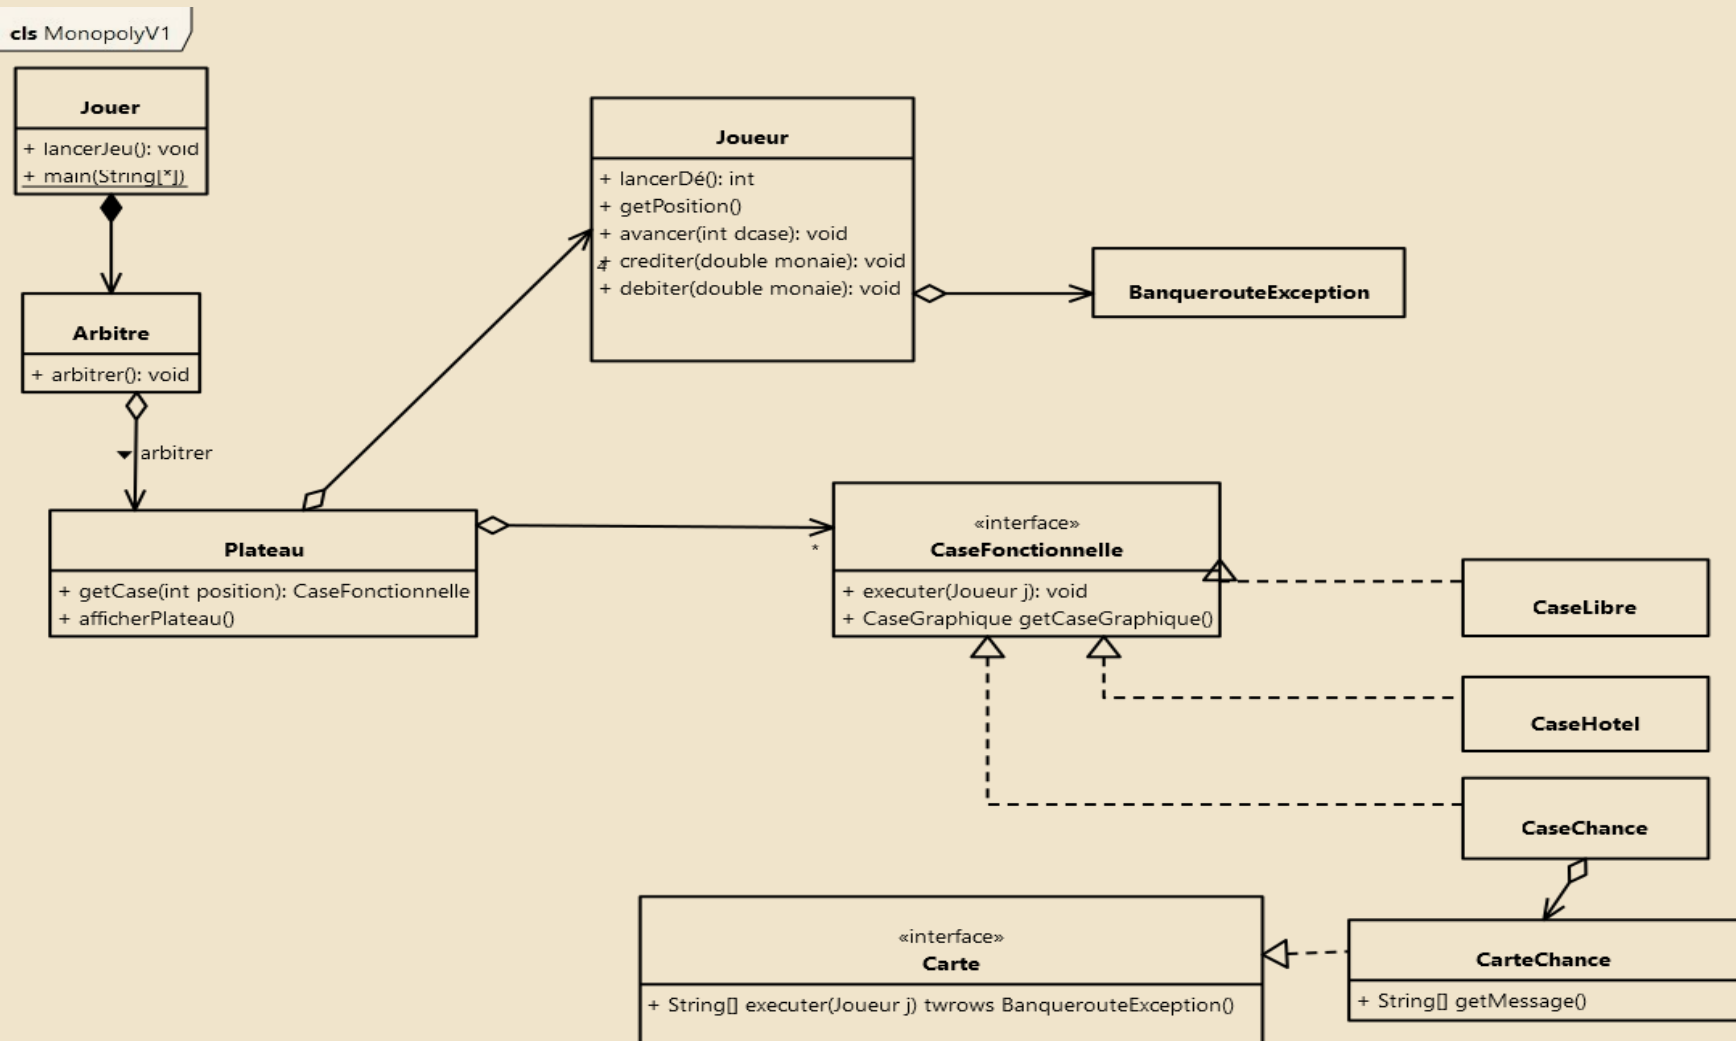 cls MonopolyV1
Jouer
+ lancerJeu(): void
+ main(String[*])
Arbitre
+ arbitrer(): void
arbitrer
Joueur
+ lancerDé(): int
+ getPosition()
+ avancer(int dcase): void
+ crediter(double monaie): void
4
+ debiter(double monaie): void
BanquerouteException
Plateau
+ getCase(int position): CaseFonctionnelle
+ afficherPlateau()
*
«interface»
CaseFonctionnelle
+ executer(Joueur j): void
+ CaseGraphique getCaseGraphique()
CaseLibre
CaseHotel
CaseChance
«interface»
Carte
+ String[] executer(Joueur j) twrows BanquerouteException()
CarteChance
+ String[] getMessage()